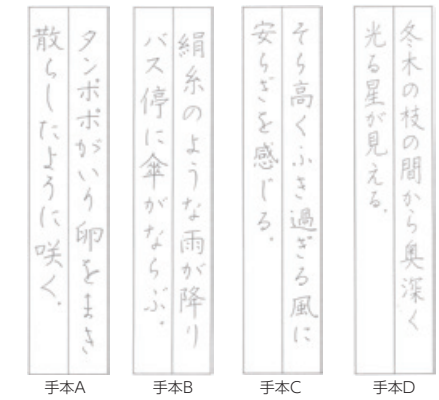 タンポポがいり卵をまき
散らしたように咲く。
絹糸のような雨が降り
バス停に傘がならぶ。
そら高くふき過ぎる風に
安らぎを感じる。
冬木の枝の間から奥深く
光る星が見える。
手本A
手本B
手本C
手本D